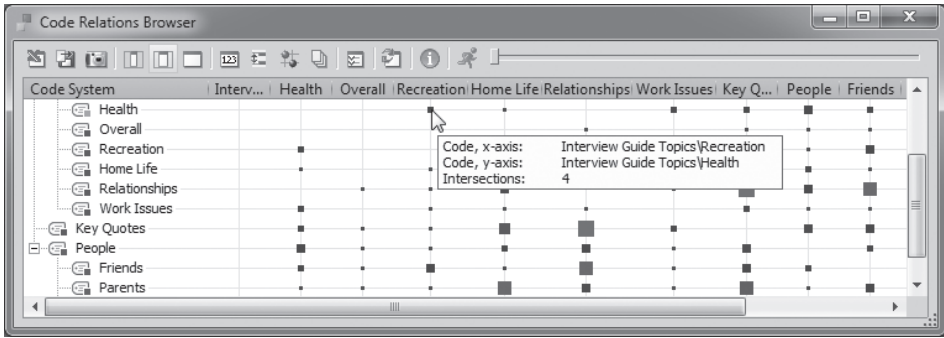 Code Relations Browser
123
Code System Interv... Health Overall Recreation Home Life Relationships Work Issues Key Q... People Friends
Health
Overall
Recreation
Home Life
Relationships
Work Issues
Key Quotes
People
Friends
Parents
Code, x-axis: Interview Guide Topics\Recreation
Code, y-axis: Interview Guide Topics\Health
Intersections: 4